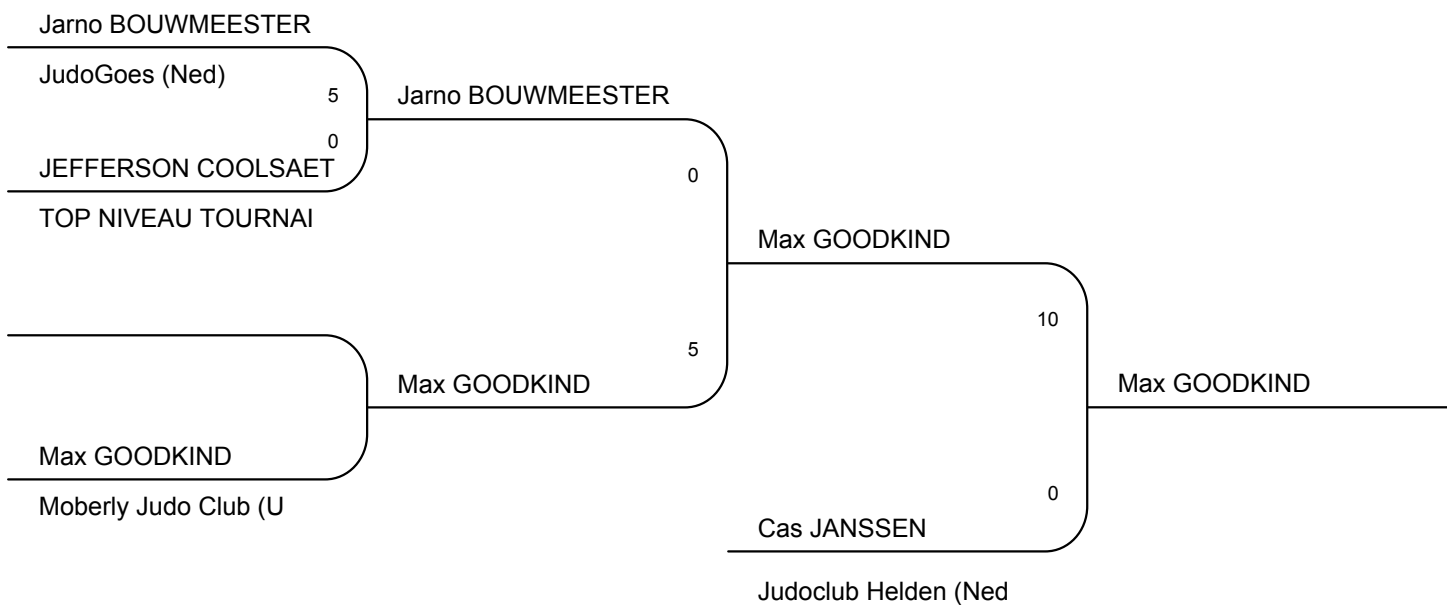 Jarno BOUWMEESTER
JudoGoes (Ned)
5
Jarno BOUWMEESTER
0
JEFFERSON COOLSAET
0
TOP NIVEAU TOURNAI
Max GOODKIND
10
5
Max GOODKIND
Max GOODKIND
Max GOODKIND
Moberly Judo Club (U
0
Cas JANSSEN
Judoclub Helden (Ned